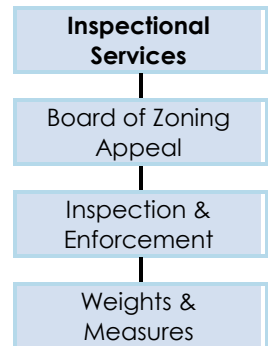 Inspectional
Services
Board of Zoning
Appeal
Inspection &
Enforcement
Weights &
Measures